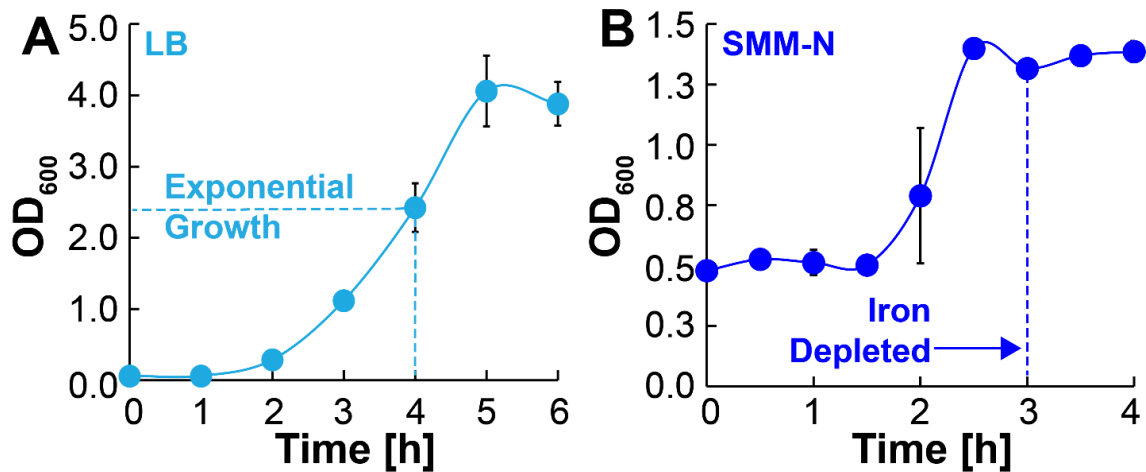 A
LB
5.0
4.0
3.0
2.0
1.0
0.0
OD600
Exponential
Growth
0 1 2 3 4 5 6
Time [h]
B
SMM-N
1.5
1.3
1.0
0.8
0.5
0.3
0.0
OD600
Iron
Depleted
0 1 2 3 4
Time [h]